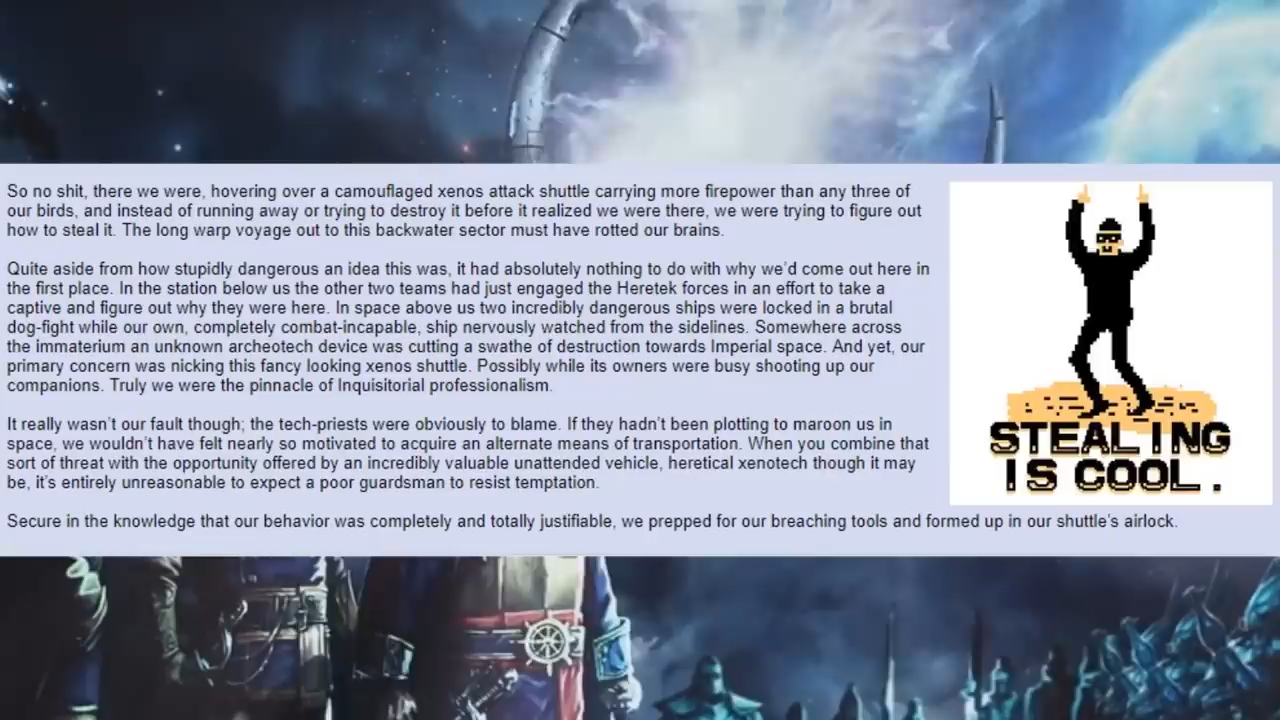 So no shit, there we were, hovering over a camouflaged xenos attack shuttle carrying more firepower than any three of
our birds, and instead of running away or trying to destroy it before it realized we were there, we were trying to figure out
how to steal it. The long warp voyage out to this backwater sector must have rotted our brains.
Quite aside from how stupidly dangerous an idea this was, it had absolutely nothing to do with why we'd come out here in
the first place. In the station below us the other two teams had just engaged the Heretek forces in an effort to take a
captive and figure out why they were here. In space above us two incredibly dangerous ships were locked in a brutal
dog-fight while our own, completely combat-incapable, ship nervously watched from the sidelines. Somewhere across
the immaterium an unknown archeotech device was cutting a swathe of destruction towards Imperial space. And yet, our
primary concern was nicking this fancy looking xenos shuttle. Possibly while its owners were busy shooting up our
companions. Truly we were the pinnacle of Inquisitorial professionalism.
It really wasn't our fault though; the tech-priests were obviously to blame. If they hadn't been plotting to maroon us in
space, we wouldn't have felt nearly so motivated to acquire an alternate means of transportation. When you combine that
sort of threat with the opportunity offered by an incredibly valuable unattended vehicle, heretical xenotech though it may
be, it's entirely unreasonable to expect a poor guardsman to resist temptation.
Secure in the knowledge that our behavior was completely and totally justifiable, we prepped for our breaching tools and formed up in our shuttle's airlock.
STEALING
IS COOL.